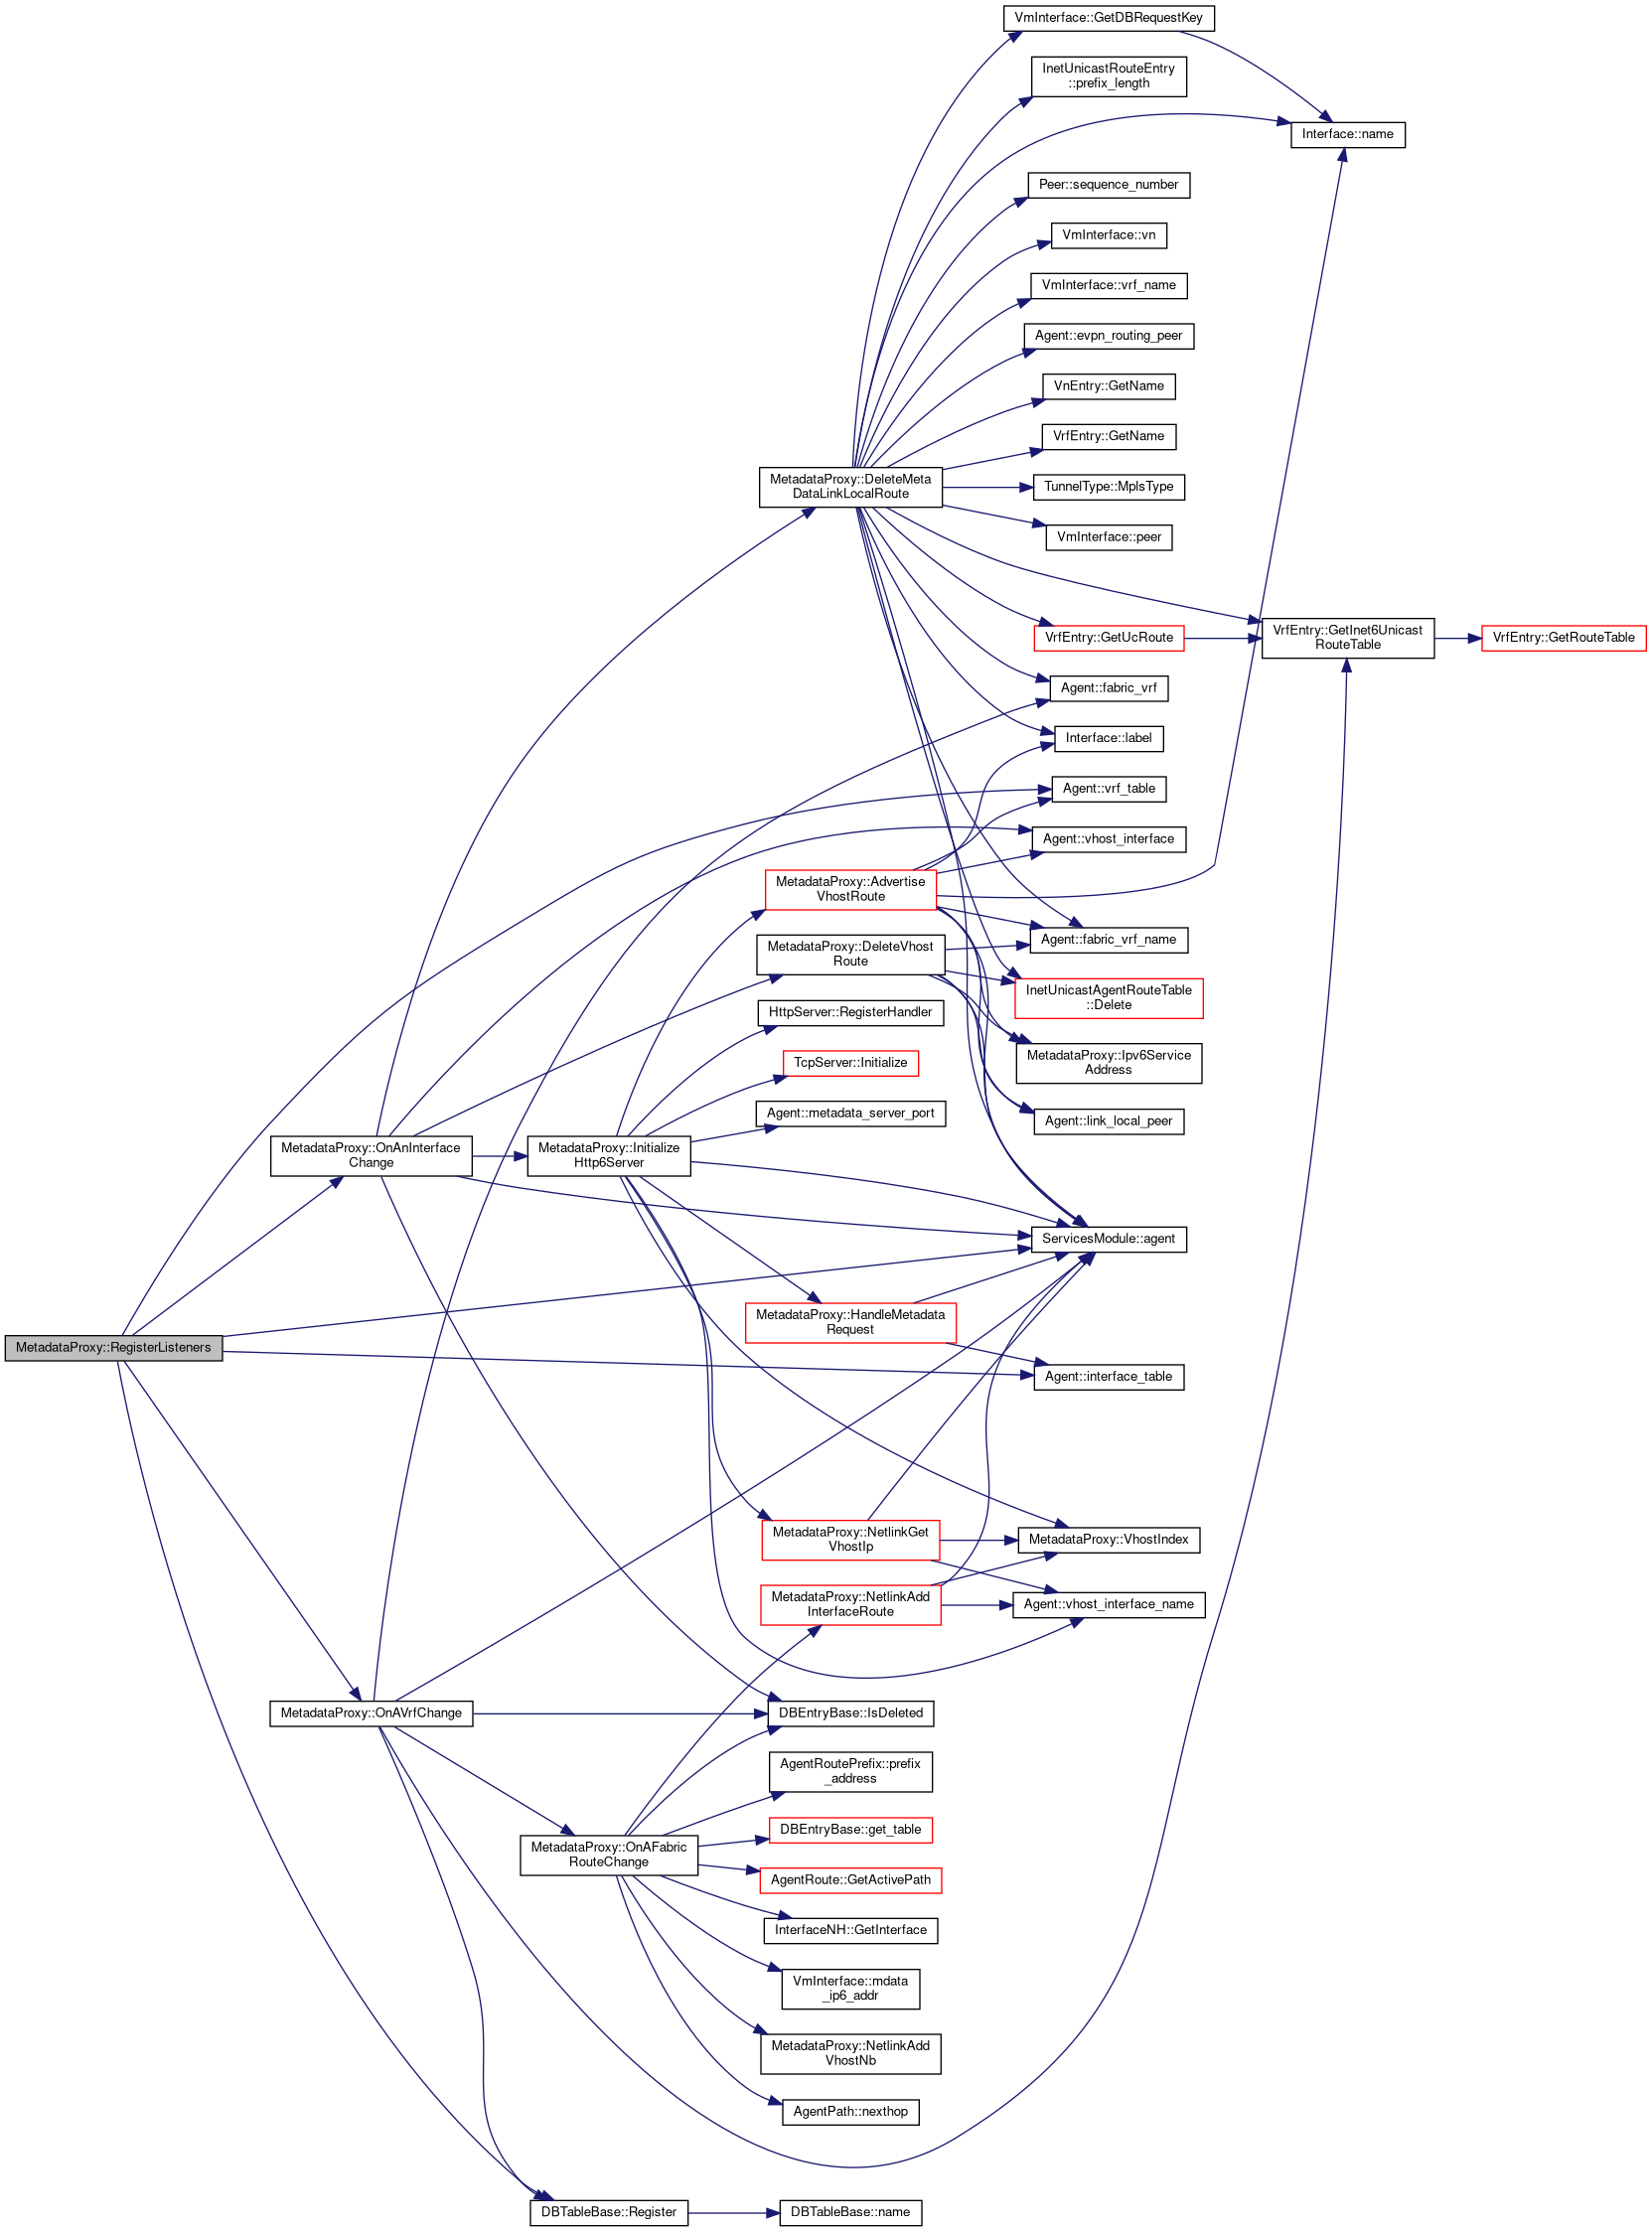 VmInterface::GetDBRequestKey
InetUnicastRouteEntry
::prefix_length
Interface::name
Peer::sequence_number
VmInterface::vn
VmInterface::vrf_name
Agent::evpn_routing_peer
VnEntry::GetName
VrfEntry::GetName
MetadataProxy::DeleteMeta
DataLinkLocalRoute
TunnelType::MplsType
VmInterface::peer
VrfEntry::GetUcRoute
VrfEntry::GetInet6Unicast
RouteTable
VrfEntry::GetRouteTable
Agent::fabric_vrf
Interface::label
Agent::vrf_table
Agent::vhost_interface
MetadataProxy::Advertise
VhostRoute
Agent::fabric_vrf_name
MetadataProxy::DeleteVhost
Route
InetUnicastAgentRouteTable
::Delete
HttpServer::RegisterHandler
TcpServer::Initialize
MetadataProxy::Ipv6Service
Address
Agent::metadata_server_port
Agent::link_local_peer
MetadataProxy::OnAnInterface
Change
MetadataProxy::Initialize
Http6Server
ServicesModule::agent
MetadataProxy::HandleMetadata
Request
MetadataProxy::RegisterListeners
Agent::interface_table
MetadataProxy::NetlinkGet
VhostIp
MetadataProxy::VhostIndex
MetadataProxy::NetlinkAdd
InterfaceRoute
Agent::vhost_interface_name
MetadataProxy::OnAVrfChange
DBEntryBase::IsDeleted
AgentRoutePrefix::prefix
_address
DBEntryBase::get_table
MetadataProxy::OnAFabric
RouteChange
AgentRoute::GetActivePath
InterfaceNH::GetInterface
VmInterface::mdata
_ip6_addr
MetadataProxy::NetlinkAdd
VhostNb
AgentPath::nexthop
DBTableBase::Register
DBTableBase::name